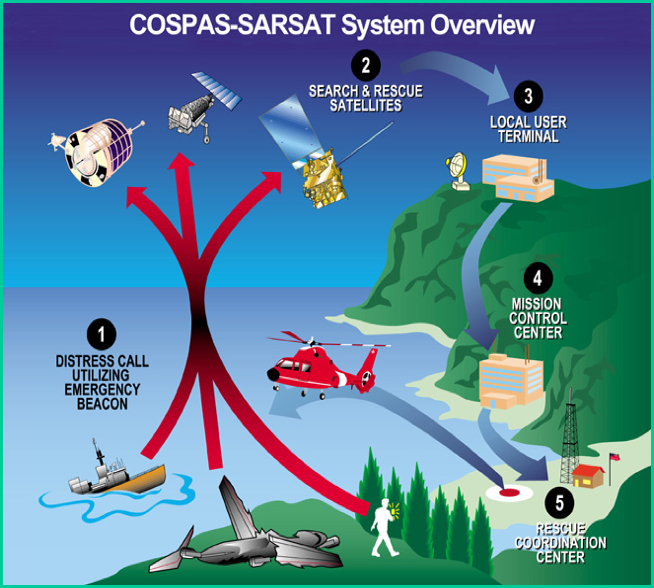 COSPAS-SARSAT System Overview
2
SEARCH & RESCUE
SATELLITES
3
LOCAL USER
TERMINAL
4
MISSION
CONTROL
CENTER
1
DISTRESS CALL
UTILIZING
EMERGENCY
BEACON
5
RESCUE
COORDINATION
CENTER